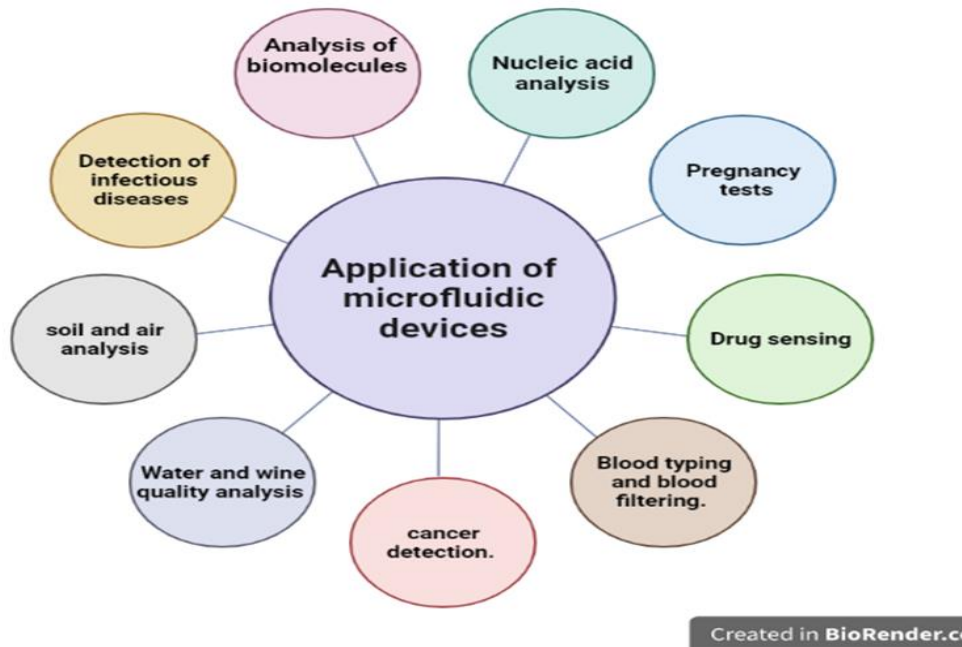 Analysis of
biomolecules
Nucleic acid
analysis
Detection of
infectious
diseases
Pregnancy
tests
Application of
microfluidic
devices
soil and air
analysis
Drug sensing
Water and wine
quality analysis
Blood typing
and blood
filtering.
cancer
detection.
Created in BioRender.co